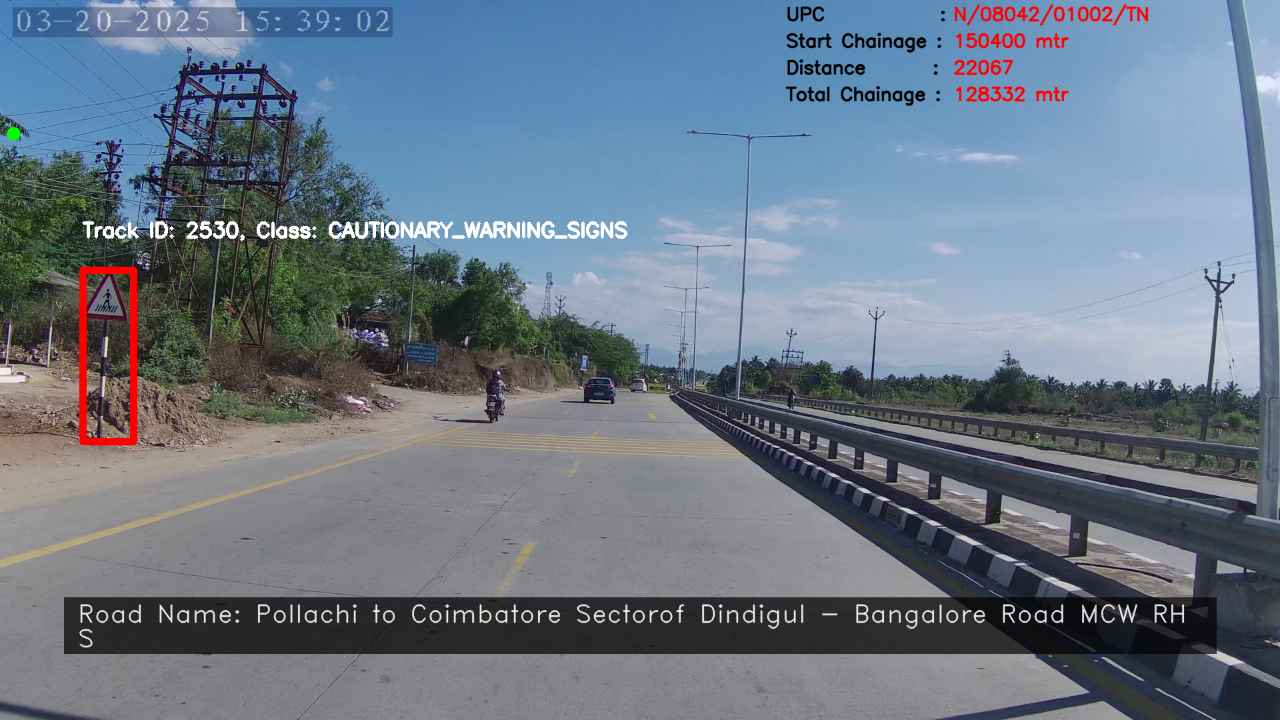 03-20-2025 15:39:02
UPC : N/08042/01002/TN
Start Chainage : 150400 mtr
Distance : 22067
Total Chainage : 128332 mtr
Track ID: 2530, Class: CAUTIONARY_WARNING_SIGNS
Road Name: Pollachi to Coimbatore Sectorof Dindigul - Bangalore Road MCW RH
S